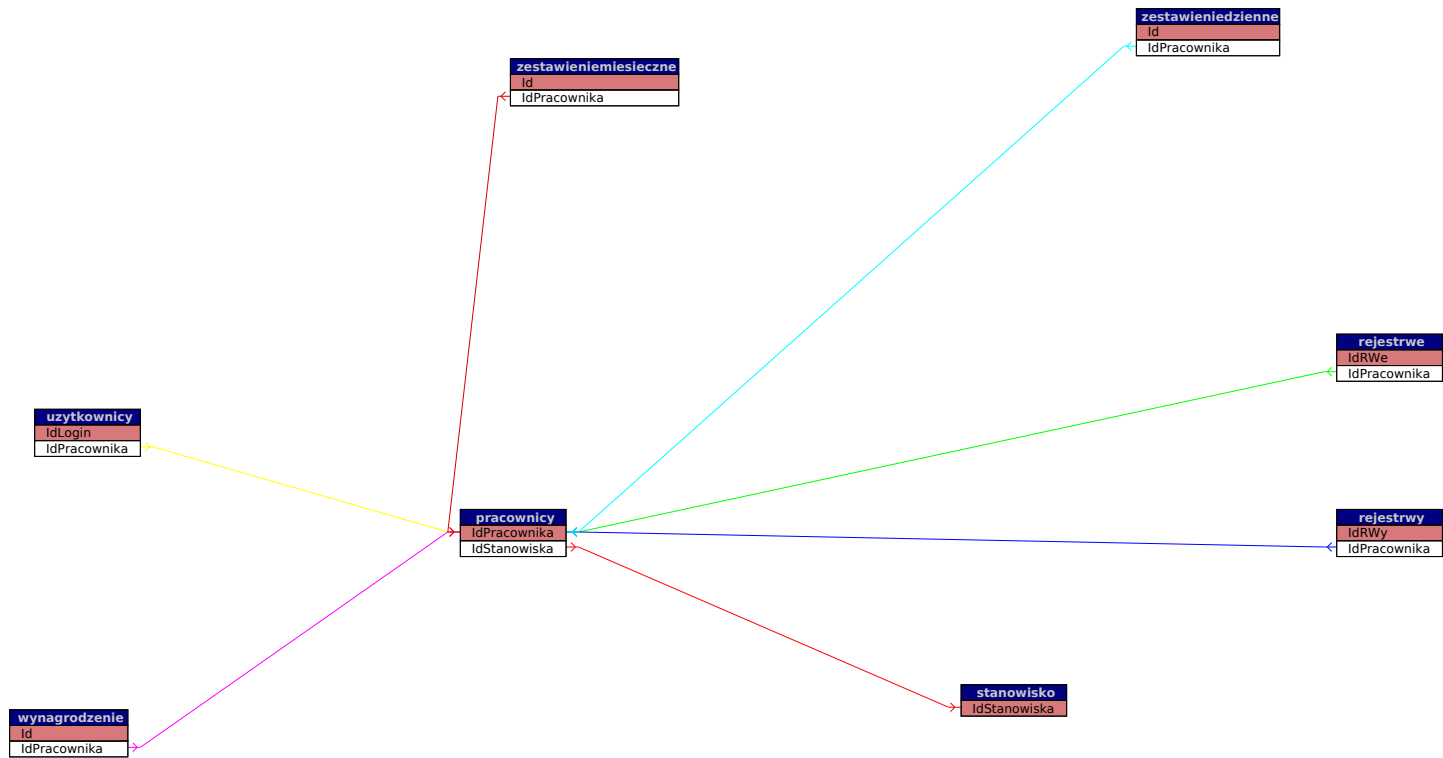 zestawieniedzienne
Id
IdPracownika
zestawieniemiesieczne
Id
IdPracownika
rejestrwe
IdRWe
IdPracownika
uzytkownicy
IdLogin
IdPracownika
pracownicy
IdPracownika
IdStanowiska
rejestrwy
IdRWy
IdPracownika
stanowisko
IdStanowiska
wynagrodzenie
Id
IdPracownika